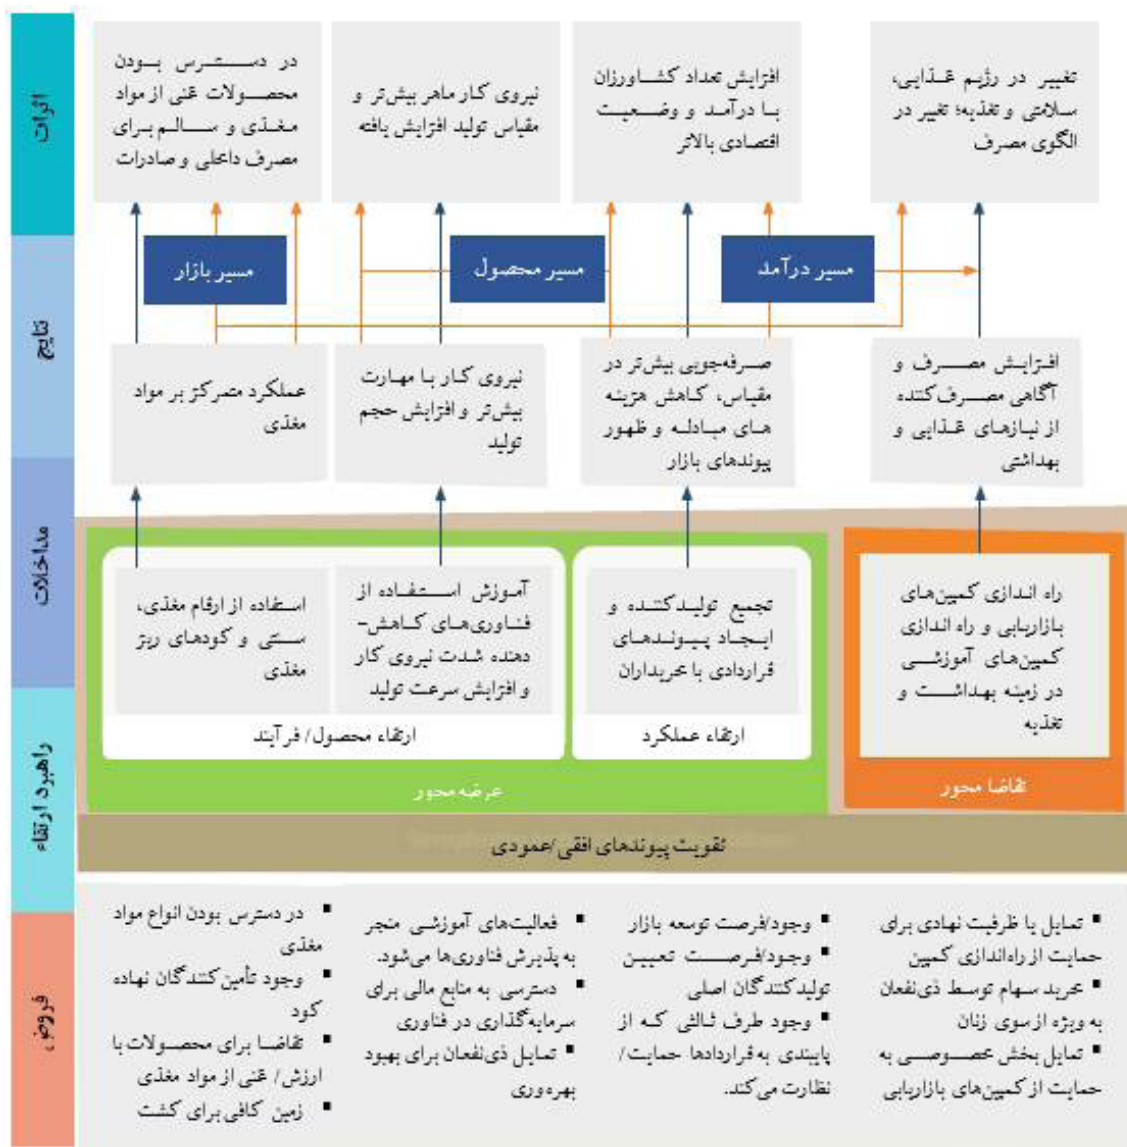 اثرات
تغییر در رژیم غذایی،
سلامتی و تغذیه؛ تغییر در
الگوی مصرف
افزایش تعداد کشاورزان
با درآمد و وضعیت
اقتصادی بالاتر
نیروی کار ماهر بیش‌تر و
مقیاس تولید افزایش یافته
در دسترس بودن
محصولات غنی از مواد
مغذی و سالم برای
مصرف داخلی و صادرات
نتایج
مسیر درآمد
مسیر محصول
مسیر بازار
افزایش مصرف و
آگاهی مصرف‌کننده
از نیازهای غذایی و
بهداشتی
صرفه‌جویی بیش‌تر در
مقیاس، کاهش هزینه
های مبادله و ظهور
پیوندهای بازار
نیروی کار با مهارت
بیش‌تر و افزایش حجم
تولید
عملکرد متمرکز بر مواد
مغذی
مداخلات
راه اندازی کمپین‌های
بازاریابی و راه اندازی
کمپین‌های آموزشی
در زمینه بهداشت و
تغذیه
تجمیع تولیدکننده و
ایجاد پیوندهای
قراردادی با خریداران
آموزش استفاده از
فناوری‌های کاهش-
دهنده شدت نیروی کار
و افزایش سرعت تولید
استفاده از ارقام مغذی،
سنتی و کودهای ریز
مغذی
راهبرد ارتقاء
ارتقاء عملکرد
ارتقاء محصول/ فرآیند
تقاضا محور
عرضه محور
تقویت پیوندهای افقی/عمودی
فروض
▪ تمایل یا ظرفیت نهادی برای
حمایت از راه‌اندازی کمپین
▪ خرید سهام توسط ذی‌نفعان
به ویژه از سوی زنان
▪ تمایل بخش خصوصی به
حمایت از کمپین‌های بازاریابی
▪ وجود/فرصت توسعه بازار
▪ وجود/فرصت تعیین
تولیدکنندگان اصلی
▪ وجود طرف ثالثی که از
پایبندی به قراردادها حمایت/
نظارت می‌کند.
▪ فعالیت‌های آموزشی منجر
به پذیرش فناوری‌ها می‌شود.
▪ دسترسی به منابع مالی برای
سرمایه‌گذاری در فناوری
▪ تمایل ذی‌نفعان برای بهبود
بهره‌وری
▪ در دسترس بودن انواع مواد
مغذی
▪ وجود تأمین‌کنندگان نهاده
کود
▪ تقاضا برای محصولات با
ارزش/ غنی از مواد مغذی
▪ زمین کافی برای کشت